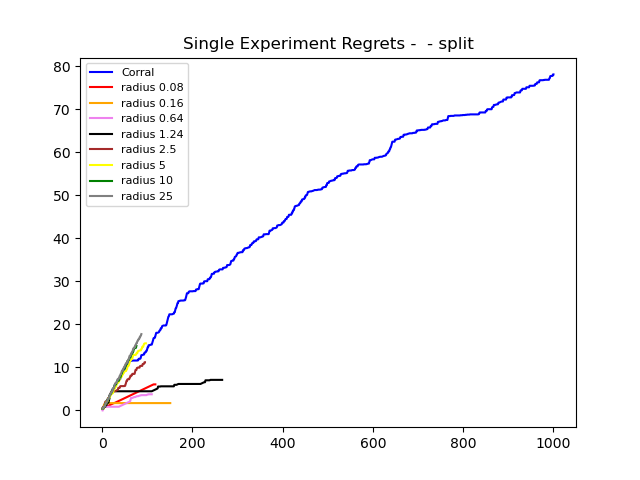 Single Experiment Regrets -  - split
80
70
60
50
40
30
20
10
0
Corral
radius 0.08
radius 0.16
radius 0.64
radius 1.24
radius 2.5
radius 5
radius 10
radius 25
0 200 400 600 800 1000